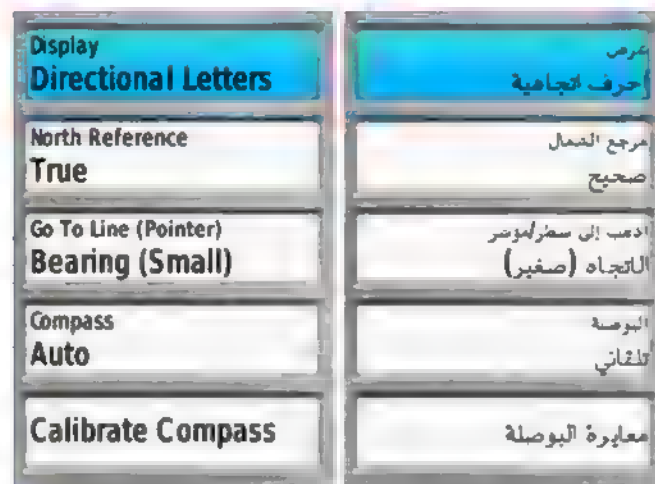 Display
Directional Letters
North Reference
True
Go To Line (Pointer)
Bearing (Small)
Compass
Auto
Calibrate Compass
عرض
أحرف اتجاهية
مرجع الشمال
صحيح
اذهب إلى سطر/موشر
الاتجاه (صغير)
البوصلة
تلقائي
معايرة البوصلة